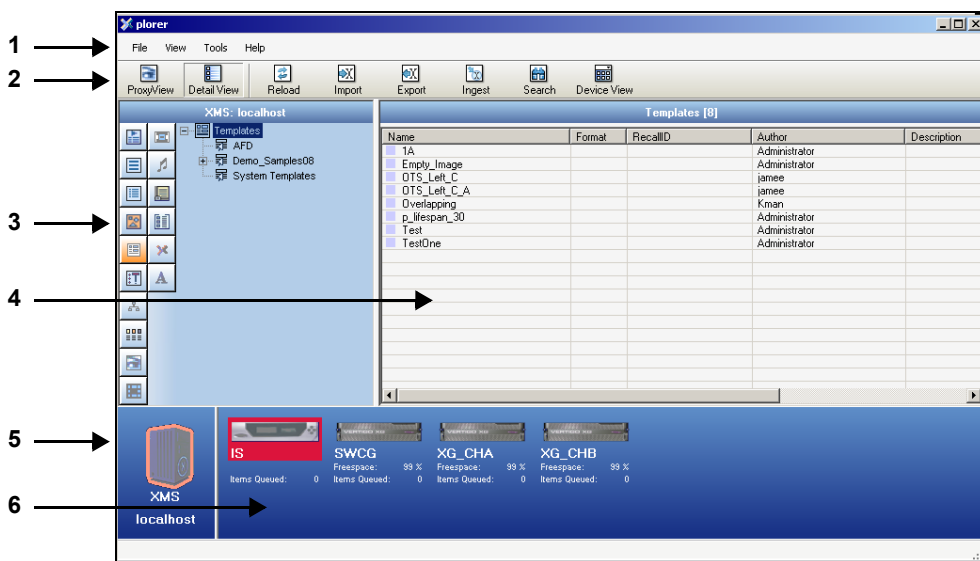 plorer
1
File View Tools Help
2
ProxyView Detail View Reload Import Export Ingest Search Device View
XMS: localhost
Templates [8]
Templates
AFD
Demo_Samples08
System Templates
Name Format RecallID Author Description
1A Administrator
Empty_Image Administrator
OTS_Left_C jamee
OTS_Left_C_A jamee
Overlapping Kman
p_lifespan_30 Administrator
Test Administrator
TestOne Administrator
3
4
5
IS SWCG XG_CHA XG_CHB
Freespace: 99 % Freespace: 99 % Freespace: 99 %
Items Queued: 0 Items Queued: 0 Items Queued: 0 Items Queued: 0
XMS
6
localhost